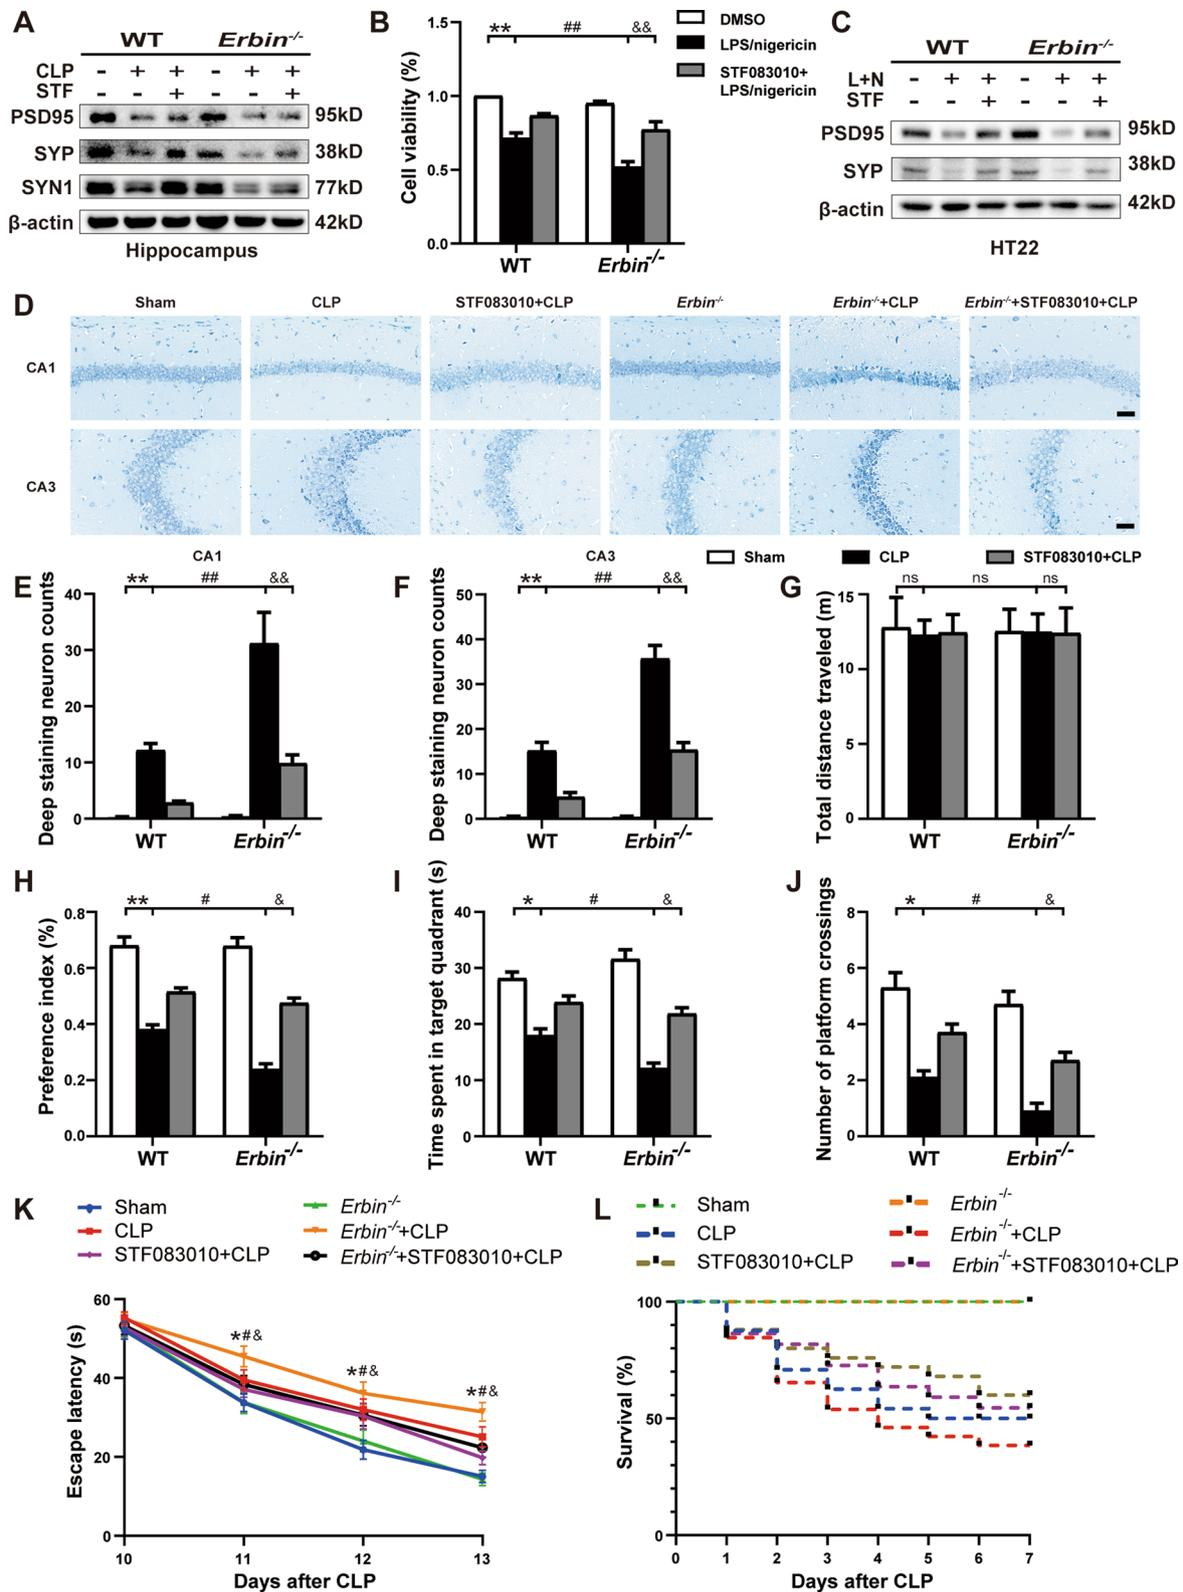 A
WT Erbin-/-
CLP - + + - + +
STF - - + - - +
PSD95 95kD
SYP 38kD
SYN1 77kD
β-actin 42kD
Hippocampus
B
Cell viability (%)
1.5
1.0
0.5
0.0
** ## &&
WT Erbin-/-
DMSO
LPS/nigericin
STF083010+
LPS/nigericin
C
WT Erbin-/-
L+N - + + - + +
STF - - + - - +
PSD95 95kD
SYP 38kD
β-actin 42kD
HT22
D
Sham CLP STF083010+CLP Erbin-/- Erbin-/-+CLP Erbin-/-+STF083010+CLP
CA1
CA3
Sham CLP STF083010+CLP
E
CA1
** ## &&
Deep staining neuron counts
40
30
20
10
0
WT Erbin-/-
F
CA3
** ## &&
Deep staining neuron counts
50
40
30
20
10
0
WT Erbin-/-
G
ns ns ns
Total distance traveled (m)
15
10
5
0
WT Erbin-/-
H
** # &
Preference index (%)
0.8
0.6
0.4
0.2
0.0
WT Erbin-/-
I
* # &
Time spent in target quadrant (s)
40
30
20
10
0
WT Erbin-/-
J
* # &
Number of platform crossings
8
6
4
2
0
WT Erbin-/-
K
Sham Erbin-/-
CLP Erbin-/-+CLP
STF083010+CLP Erbin-/-+STF083010+CLP
Escape latency (s)
60
40
20
0
*#& *#& *#&
10 11 12 13
Days after CLP
L
Sham Erbin-/-
CLP Erbin-/-+CLP
STF083010+CLP Erbin-/-+STF083010+CLP
Survival (%)
100
50
0
0 1 2 3 4 5 6 7
Days after CLP